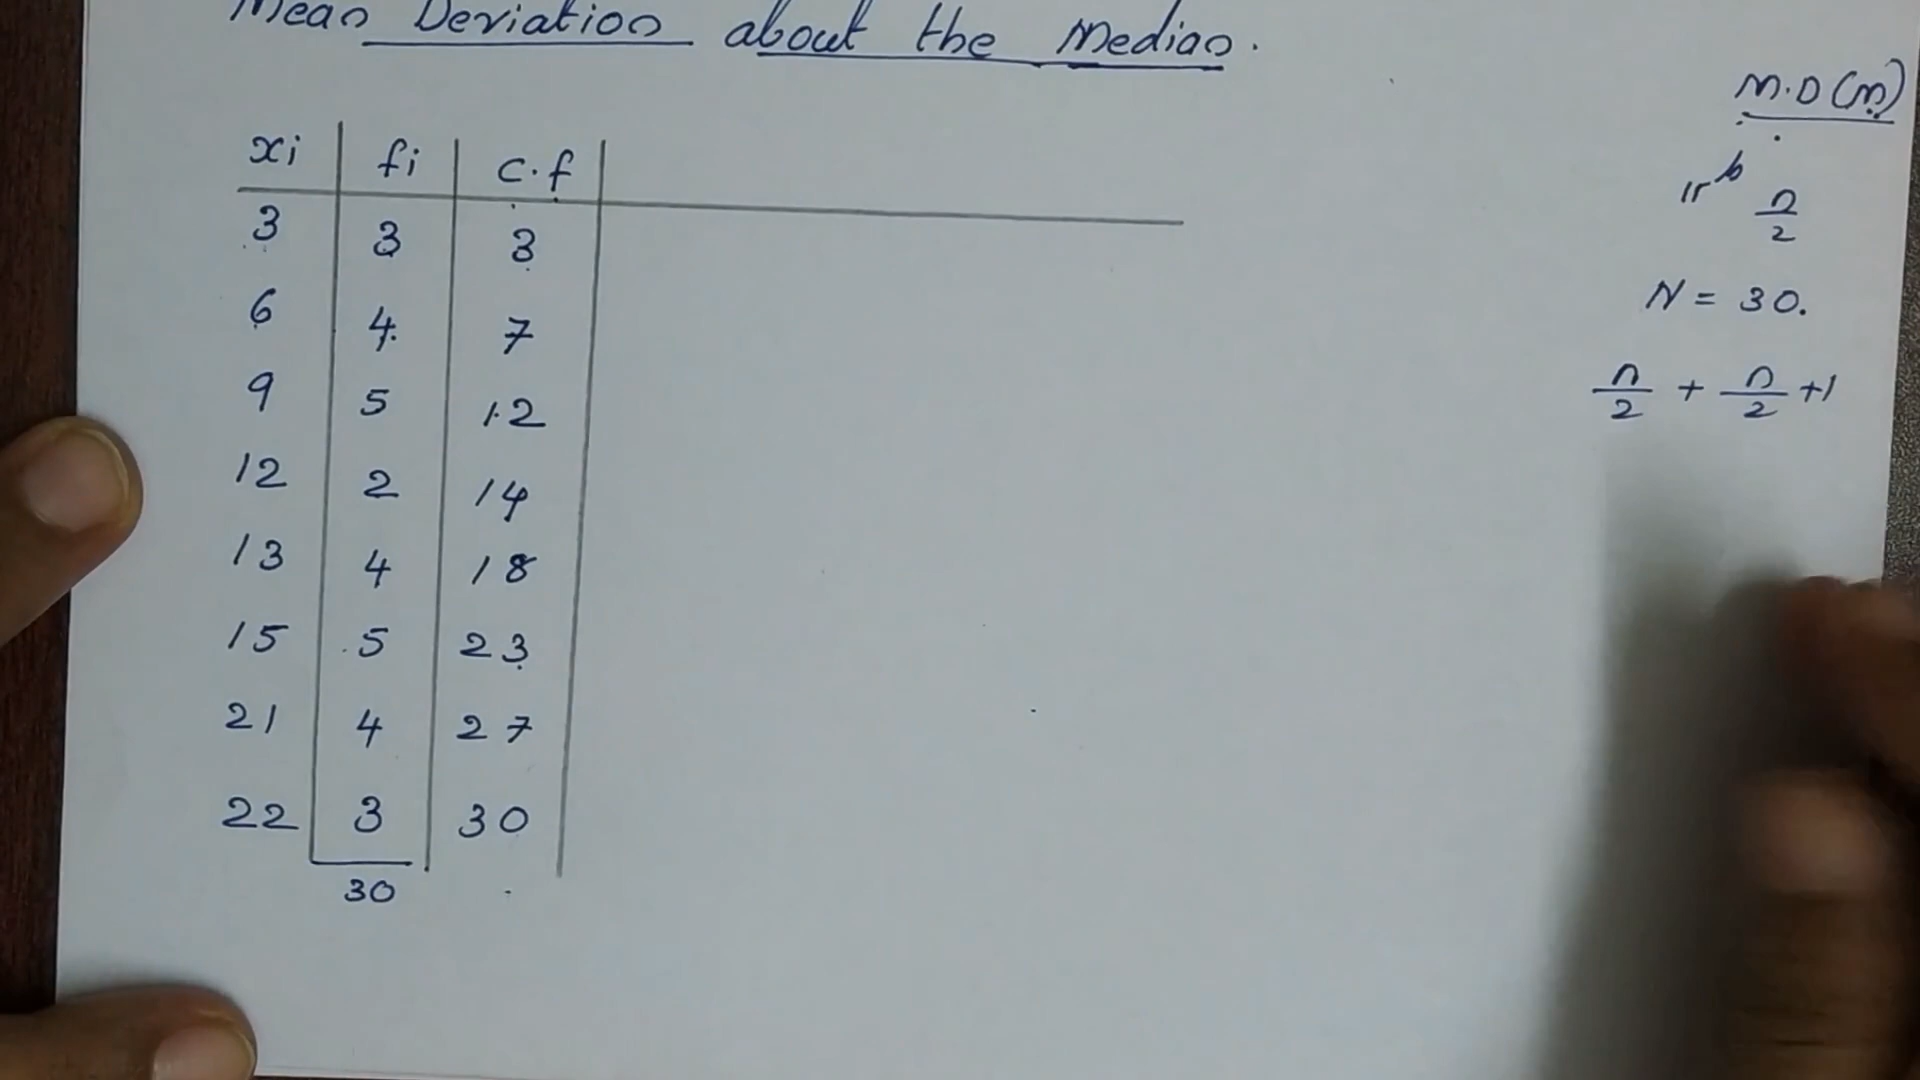 Mean Deviation about the Median.
M.D(M)
xi fi c.f
n/2
3 3 3
N = 30.
6 4 7
n/2 + n/2 +1
9 5 12
12 2 14
13 4 18
15 5 23
21 4 27
22 3 30
30